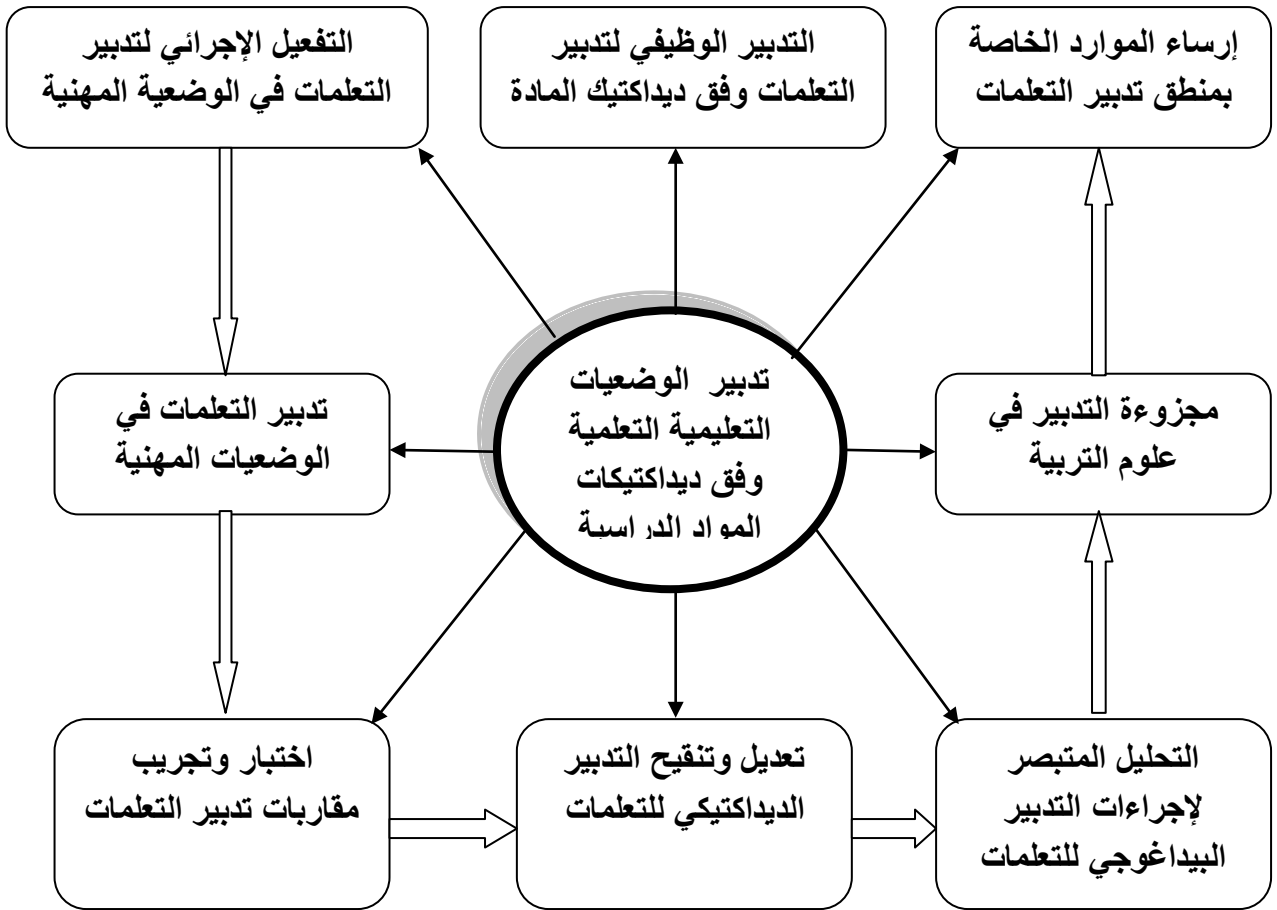 إرساء الموارد الخاصة
بمنطق تدبير التعلمات
التدبير الوظيفي لتدبير
التعلمات وفق ديداكتيك المادة
التفعيل الإجرائي لتدبير
التعلمات في الوضعية المهنية
مجزوءة التدبير في
علوم التربية
تدبير الوضعيات
التعليمية التعلمية
وفق ديداكتيكات
المواد الدراسية
تدبير التعلمات في
الوضعيات المهنية
التحليل المتبصر
لإجراءات التدبير
البيداغوجي للتعلمات
تعديل وتنقيح التدبير
الديداكتيكي للتعلمات
اختبار وتجريب
مقاربات تدبير التعلمات